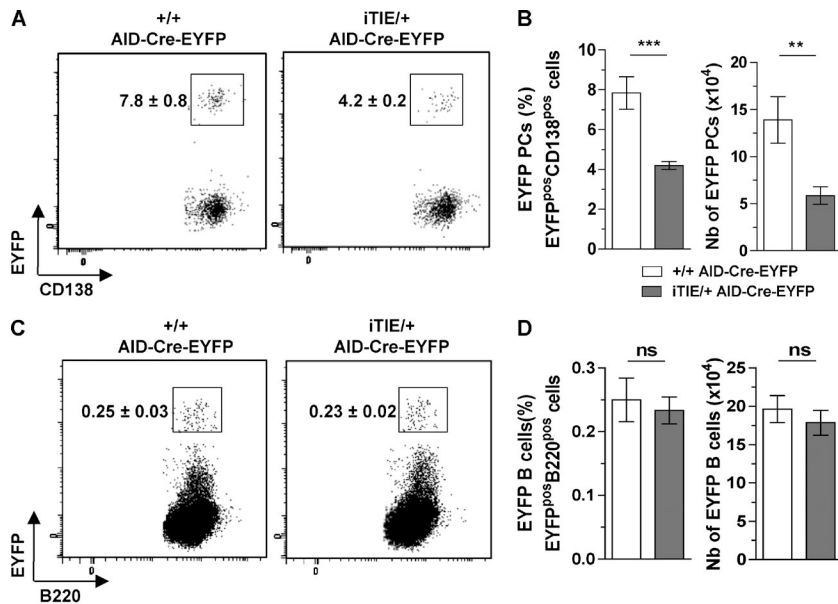 A
+/+
AID-Cre-EYFP
iTIE/+
AID-Cre-EYFP
7.8 ± 0.8
4.2 ± 0.2
0
0
0
0
EYFP
CD138
B
***
**
EYFP PCs (%)
EYFPposCD138pos cells
10
8
6
4
2
0
Nb of EYFP PCs (x10⁴)
20
15
10
5
0
+/+ AID-Cre-EYFP
iTIE/+ AID-Cre-EYFP
C
+/+
AID-Cre-EYFP
iTIE/+
AID-Cre-EYFP
0.25 ± 0.03
0.23 ± 0.02
0
0
0
0
EYFP
B220
D
ns
ns
EYFP B cells(%)
EYFPposB220pos cells
0.3
0.2
0.1
0.0
Nb of EYFP B cells (x10⁴)
25
20
15
10
5
0